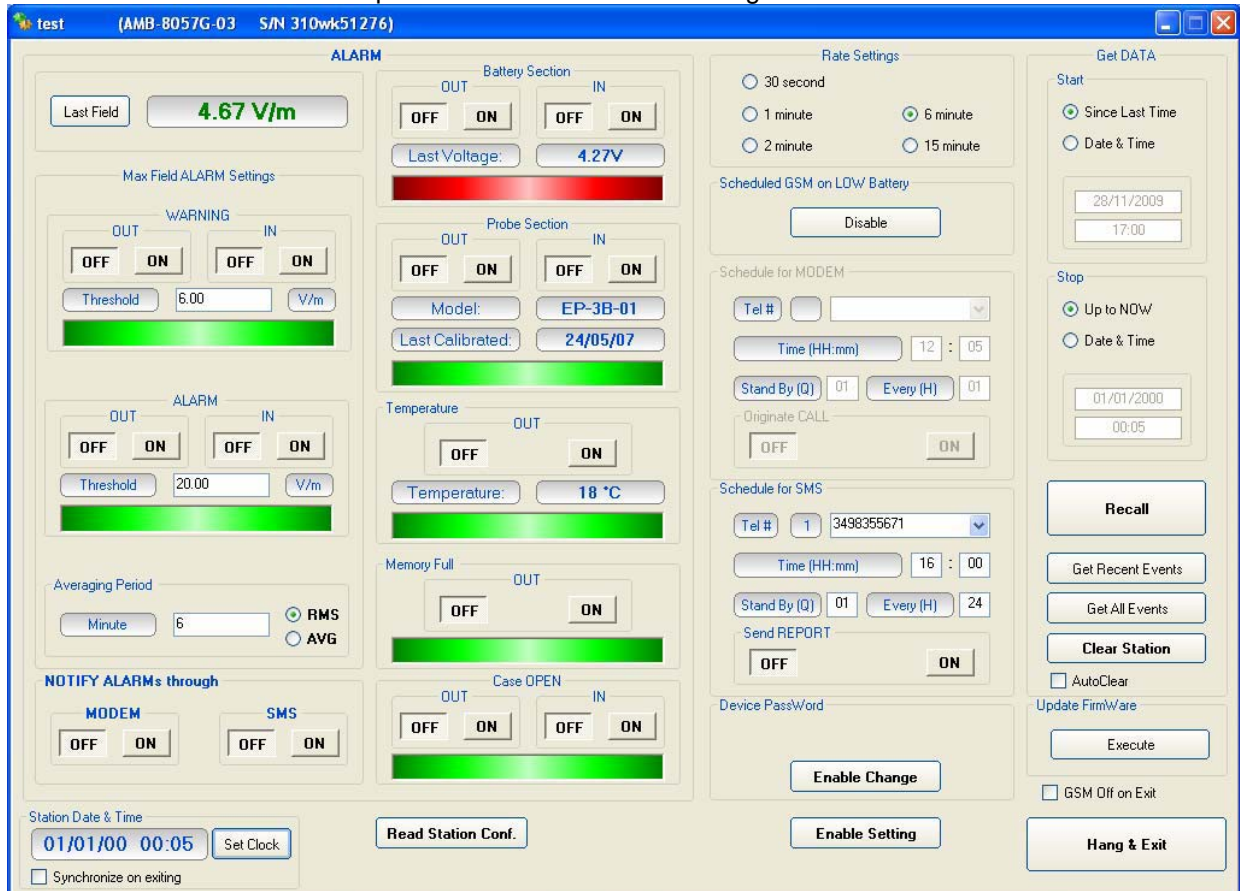 test (AMB-8057G-03 S/N 310wk51276)
ALARM
Last Field
4.67 V/m
Max Field ALARM Settings
WARNING
OUT
IN
OFF ON
OFF ON
Threshold 6.00 V/m
ALARM
OUT
IN
OFF ON
OFF ON
Threshold 20.00 V/m
Averaging Period
Minute 6
RMS
AVG
NOTIFY ALARMs through
MODEM
SMS
OFF ON
OFF ON
Battery Section
OUT
IN
OFF ON
OFF ON
Last Voltage: 4.27V
Probe Section
OUT
IN
OFF ON
OFF ON
Model: EP-3B-01
Last Calibrated: 24/05/07
Temperature
OUT
OFF ON
Temperature: 18 °C
Memory Full
OUT
OFF ON
Case OPEN
OUT
IN
OFF ON
OFF ON
Rate Settings
30 second
1 minute
6 minute
2 minute
15 minute
Scheduled GSM on LOW Battery
Disable
Schedule for MODEM
Tel #
Time (HH:mm) 12 : 05
Stand By (Q) 01 Every (H) 01
Originate CALL
OFF ON
Schedule for SMS
Tel # 1 3498355671
Time (HH:mm) 16 : 00
Stand By (Q) 01 Every (H) 24
Send REPORT
OFF ON
Device PassWord
Enable Change
Get DATA
Start
Since Last Time
Date & Time
28/11/2009
17:00
Stop
Up to NOW
Date & Time
01/01/2000
00:05
Recall
Get Recent Events
Get All Events
Clear Station
AutoClear
Update FirmWare
Execute
GSM Off on Exit
Station Date & Time
01/01/00 00:05 Set Clock
Synchronize on exiting
Read Station Conf.
Enable Setting
Hang & Exit